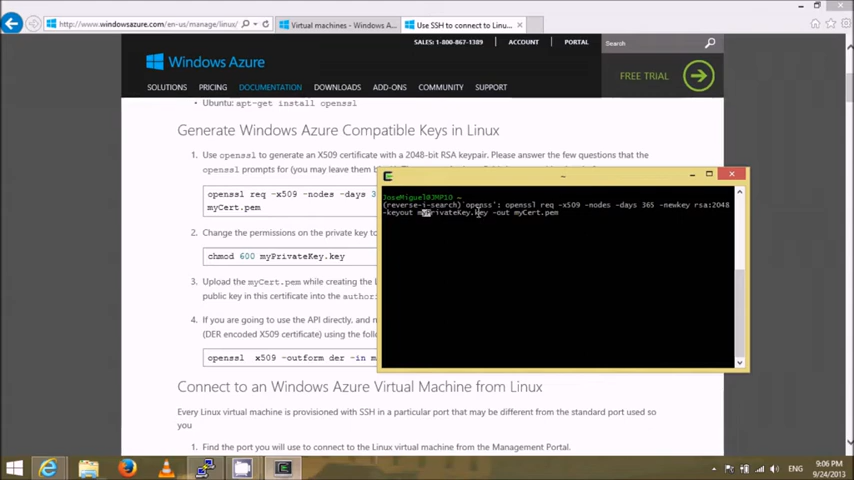 http://www.windowsazure.com/en-us/manage/linux/
Virtual machines - Windows A...
Use SSH to connect to Linu...
SALES: 1-800-867-1389
ACCOUNT
PORTAL
Search
Windows Azure
FREE TRIAL
SOLUTIONS
PRICING
DOCUMENTATION
DOWNLOADS
ADD-ONS
COMMUNITY
SUPPORT
Ubuntu: apt-get install openssl
Generate Windows Azure Compatible Keys in Linux
1. Use openssl to generate an X509 certificate with a 2048-bit RSA keypair. Please answer the few questions that the
openssl prompts for (you may leave
openssl req -x509 -nodes -days 3
myCert.pem
2. Change the permissions on the private key to
chmod 600 myPrivateKey.key
3. Upload the myCert.pem while creating the L
public key in this certificate into the authori
4. If you are going to use the API directly, and n
(DER encoded X509 certificate) using the follo
openssl x509 -outform der -in m
Connect to an Windows Azure Virtual Machine from Linux
Every Linux virtual machine is provisioned with SSH in a particular port that may be different from the standard port used so
you
1. Find the port you will use to connect to the Linux virtual machine from the Management Portal.
JoseMiguel@JMP10 ~
(reverse-i-search)`openss': openssl req -x509 -nodes -days 365 -newkey rsa:2048
-keyout myPrivateKey.key -out myCert.pem
ENG
9:06 PM
9/24/2013